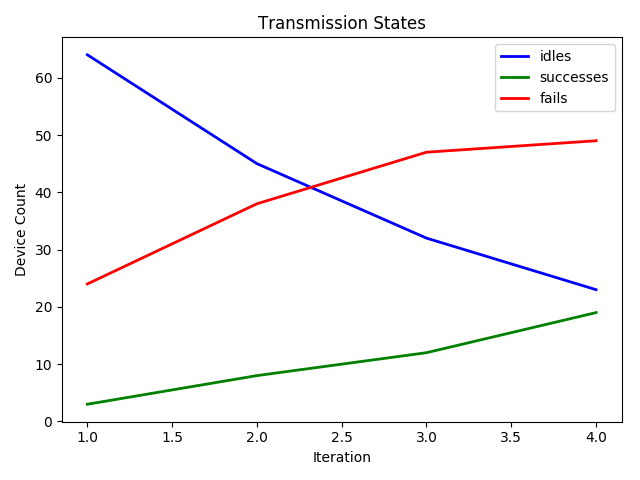 Transmission States
idles
successes
fails
Device Count
60
50
40
30
20
10
0
1.0 1.5 2.0 2.5 3.0 3.5 4.0
Iteration